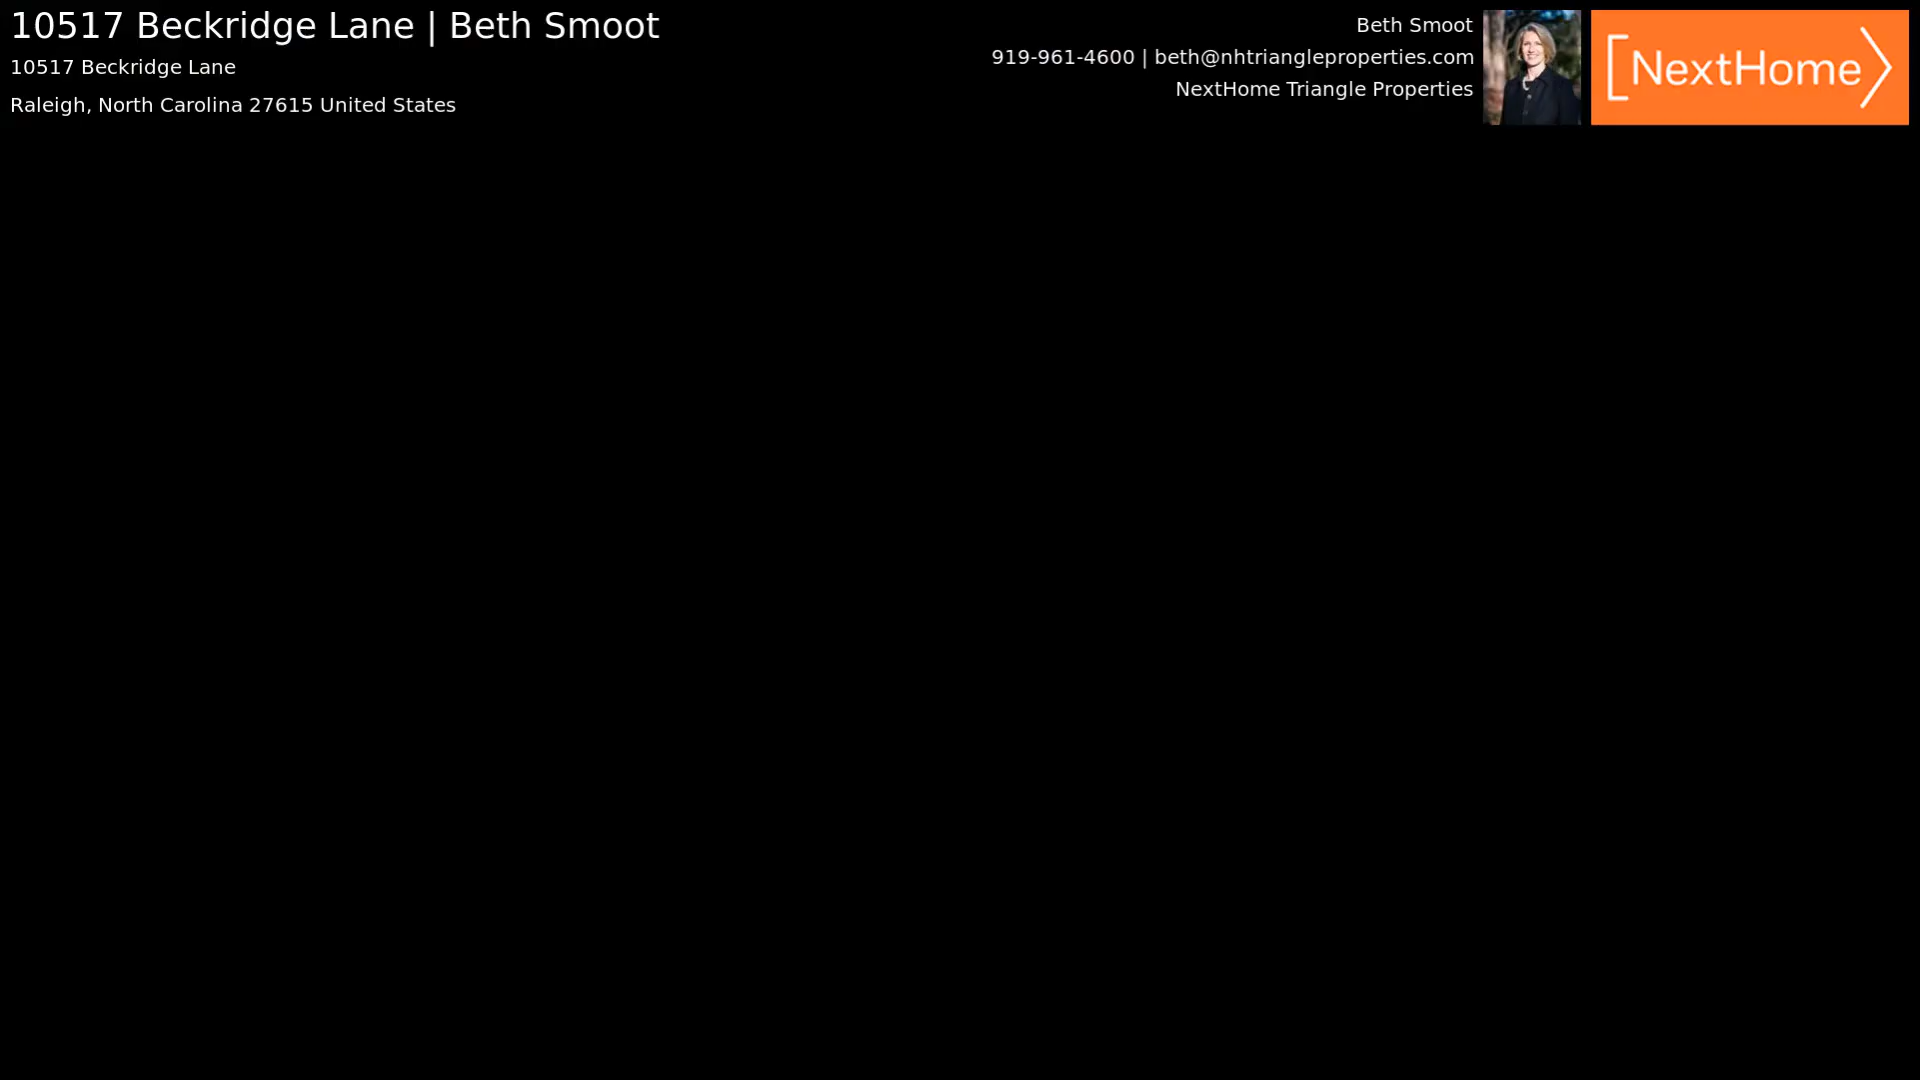 10517 Beckridge Lane | Beth Smoot
10517 Beckridge Lane
Raleigh, North Carolina 27615 United States
Beth Smoot
919-961-4600 | beth@nhtriangleproperties.com
NextHome Triangle Properties
NextHome